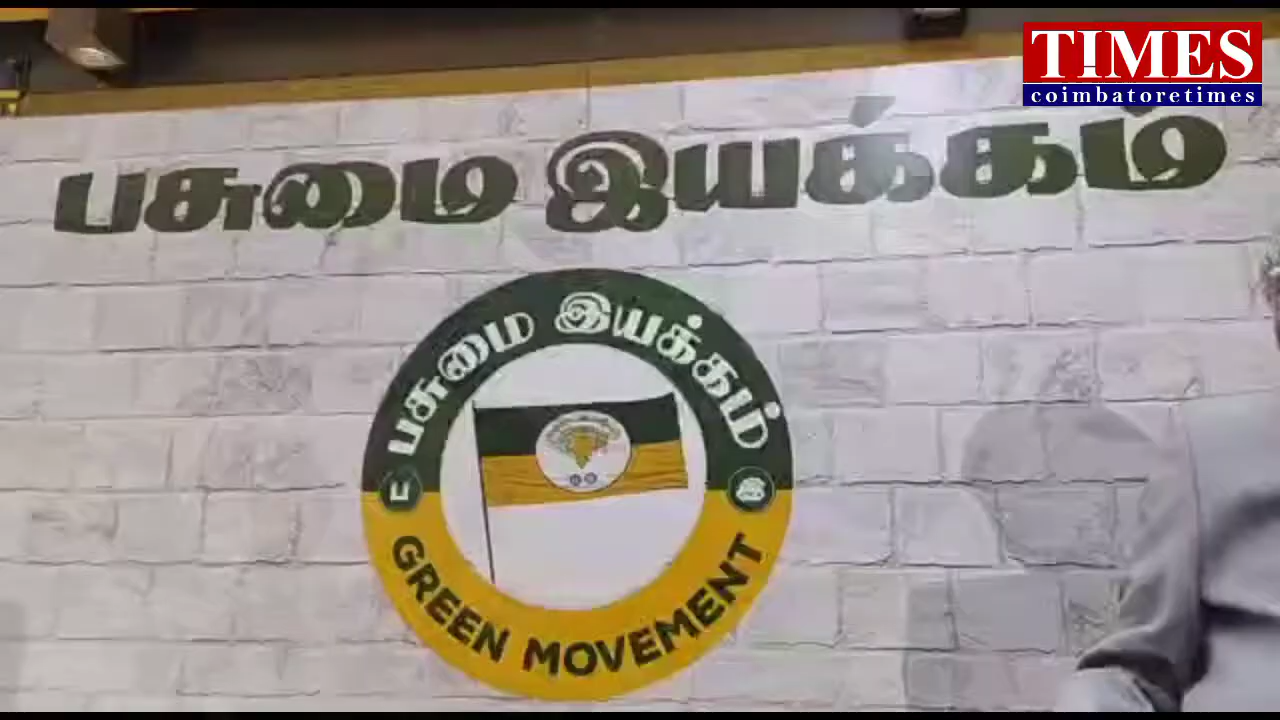 TIMES
coimbatoretimes
பசுமை இயக்கம்
பசுமை இயக்கம்
ப இ
GREEN MOVEMENT